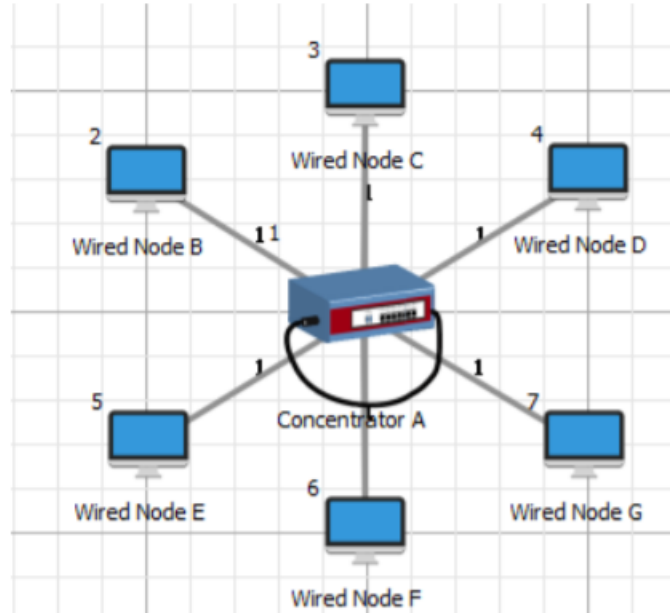 3
Wired Node C
2
Wired Node B
4
Wired Node D
1
1 1
1
1
1
Concentrator A
1
5
Wired Node E
7
Wired Node G
6
Wired Node F